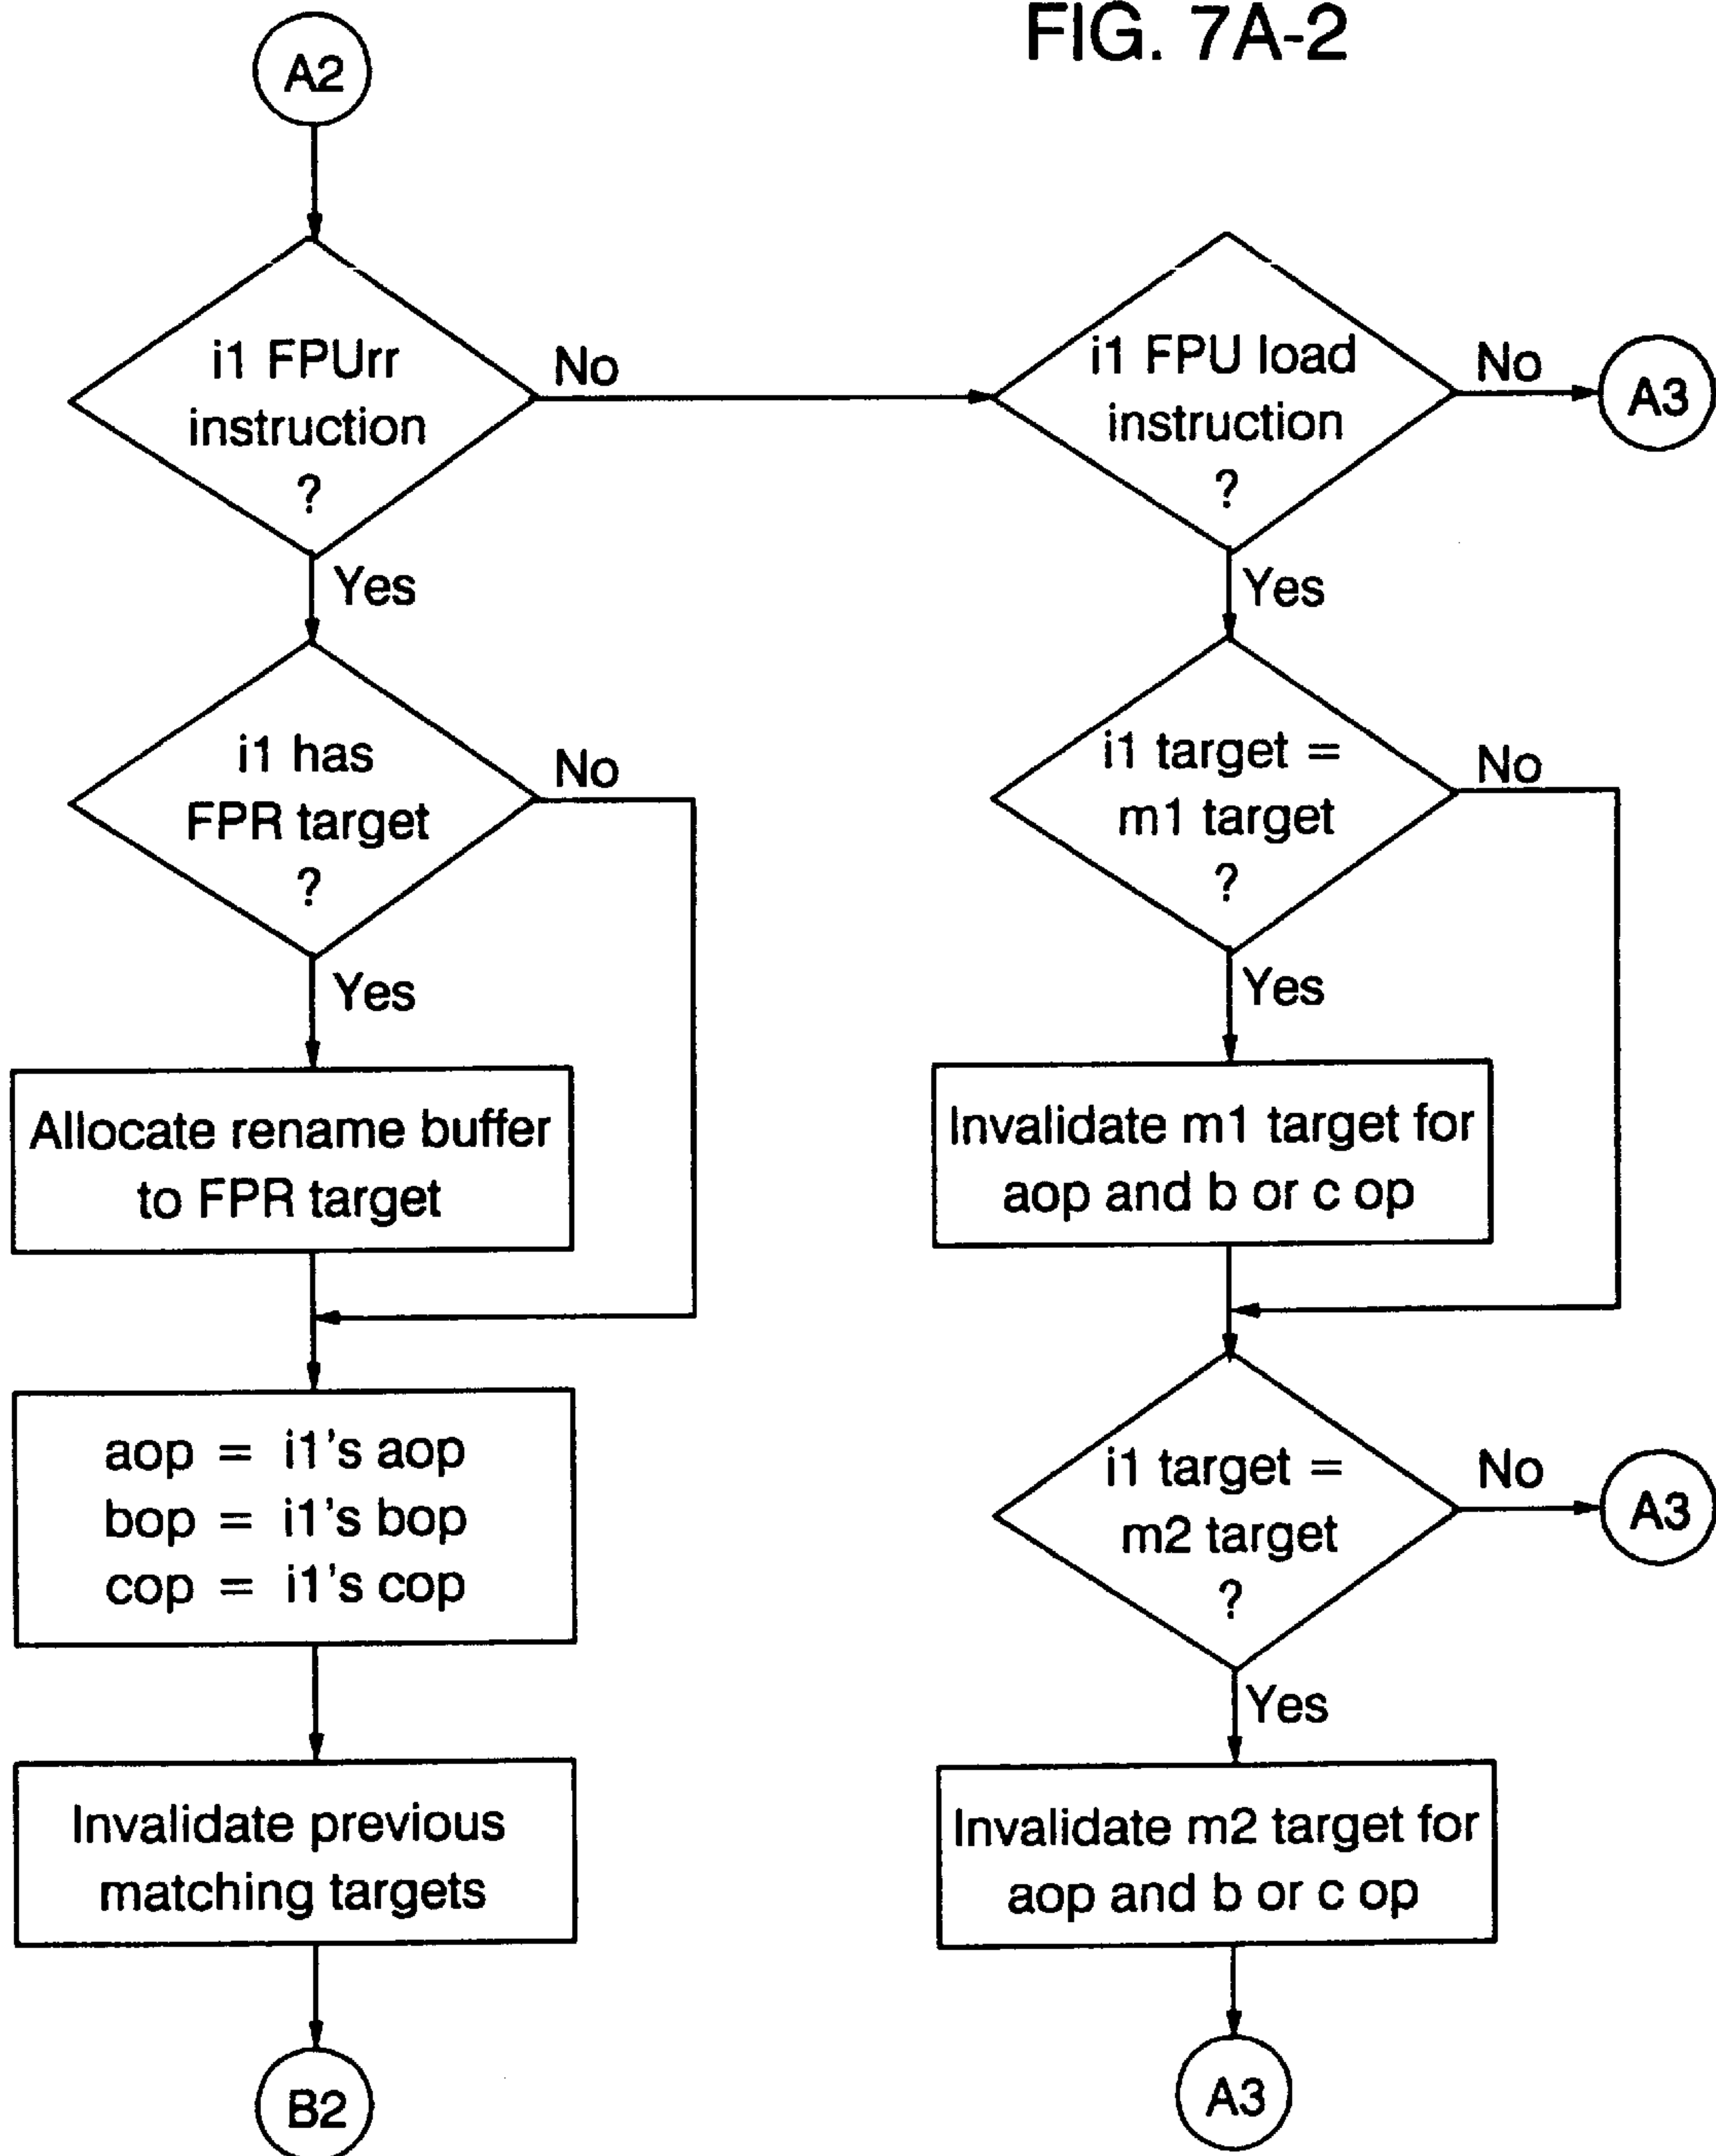 FIG. 7A-2
A2
i1 FPUrr
instruction
?
No
Yes
i1 FPU load
instruction
?
No
A3
Yes
i1 has
FPR target
?
No
Yes
i1 target =
m1 target
?
No
Yes
Allocate rename buffer
to FPR target
Invalidate m1 target for
aop and b or c op
aop = i1's aop
bop = i1's bop
cop = i1's cop
i1 target =
m2 target
?
No
A3
Yes
Invalidate previous
matching targets
Invalidate m2 target for
aop and b or c op
B2
A3